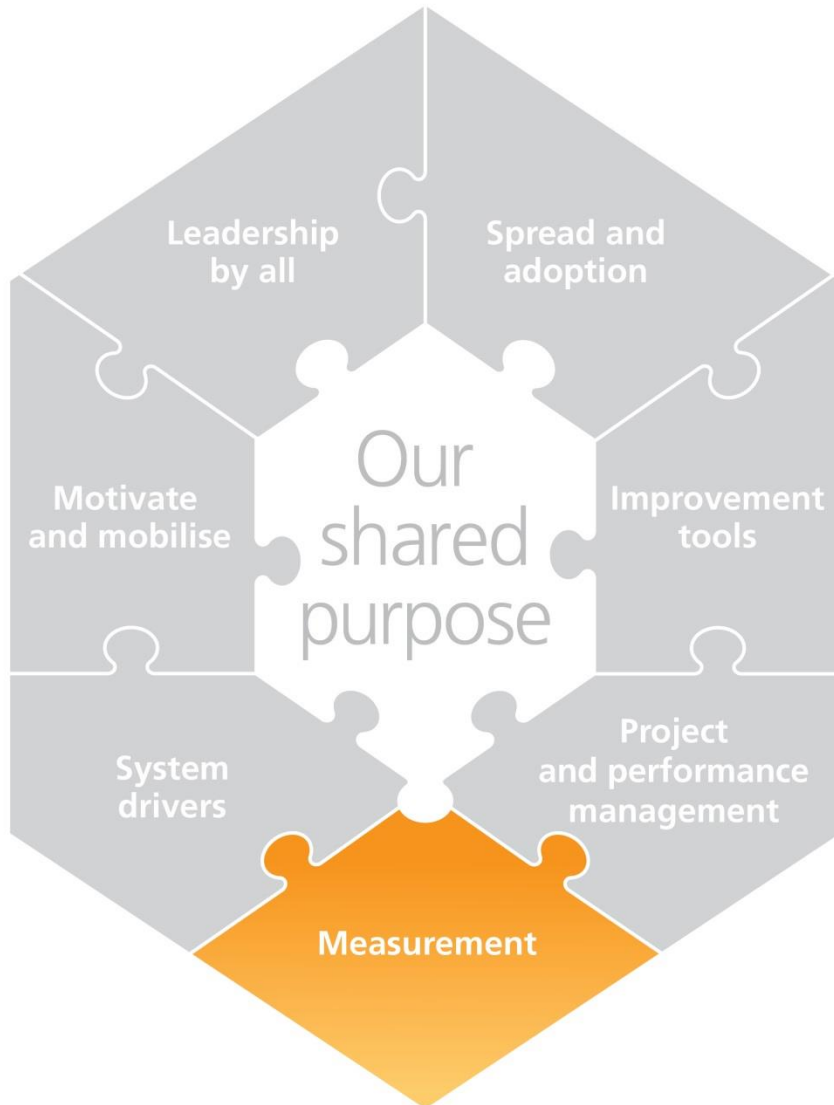 Leadership
by all
Spread and
adoption
Motivate
and mobilise
Our
shared
purpose
Improvement
tools
System
drivers
Project
and performance
management
Measurement